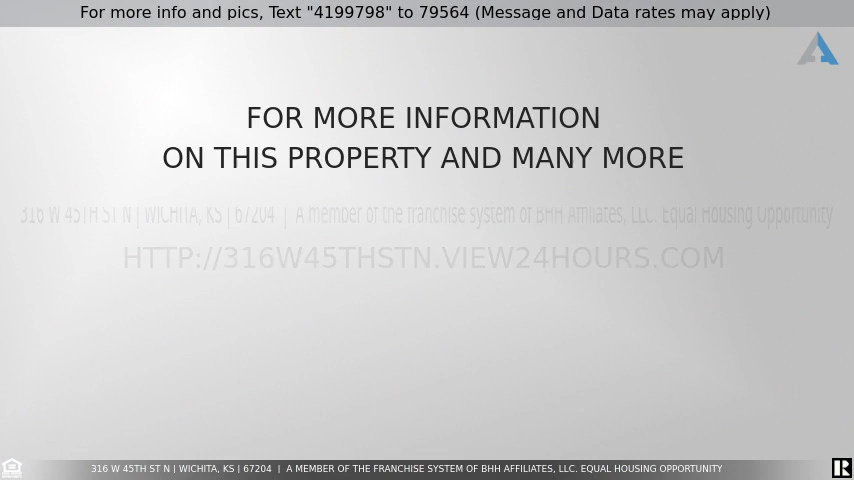 For more info and pics, Text "4199798" to 79564 (Message and Data rates may apply)
FOR MORE INFORMATION
ON THIS PROPERTY AND MANY MORE
316 W 45TH ST N | WICHITA, KS | 67204 | A member of the franchise system of BHH Affiliates, LLC. Equal Housing Opportunity
HTTP://316W45THSTN.VIEW24HOURS.COM
316 W 45TH ST N | WICHITA, KS | 67204 | A MEMBER OF THE FRANCHISE SYSTEM OF BHH AFFILIATES, LLC. EQUAL HOUSING OPPORTUNITY